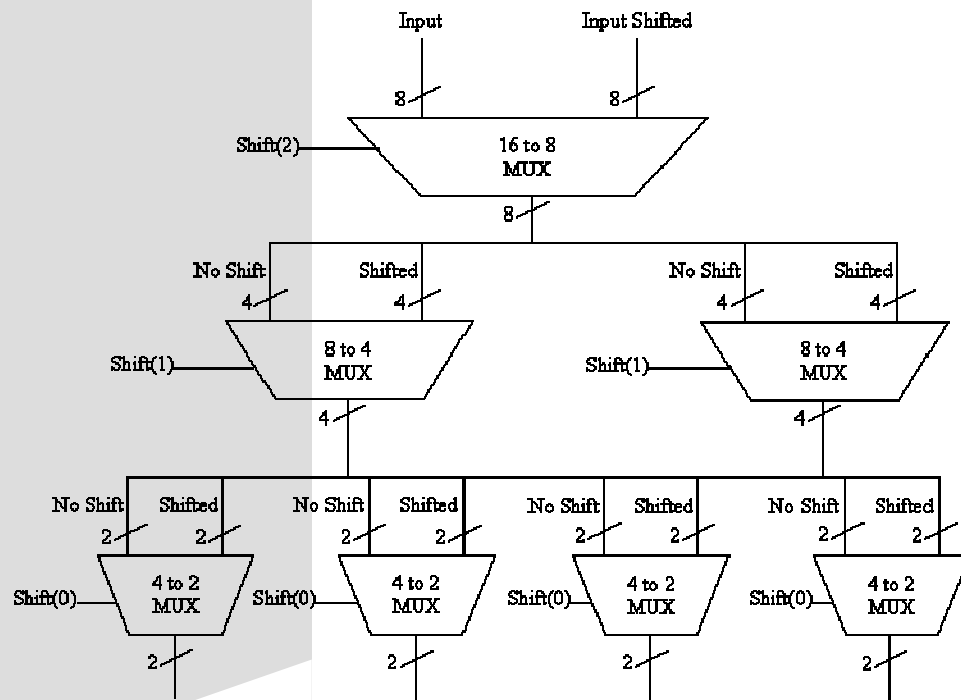 Input
Input Shifted
8
8
Shift(2)
16 to 8
MUX
8
No Shift
Shifted
No Shift
Shifted
4
4
4
4
Shift(1)
8 to 4
MUX
Shift(1)
8 to 4
MUX
4
4
No Shift
Shifted
No Shift
Shifted
No Shift
Shifted
No Shift
Shifted
2
2
2
2
2
2
2
2
Shift(0)
4 to 2
MUX
Shift(0)
4 to 2
MUX
Shift(0)
4 to 2
MUX
Shift(0)
4 to 2
MUX
2
2
2
2